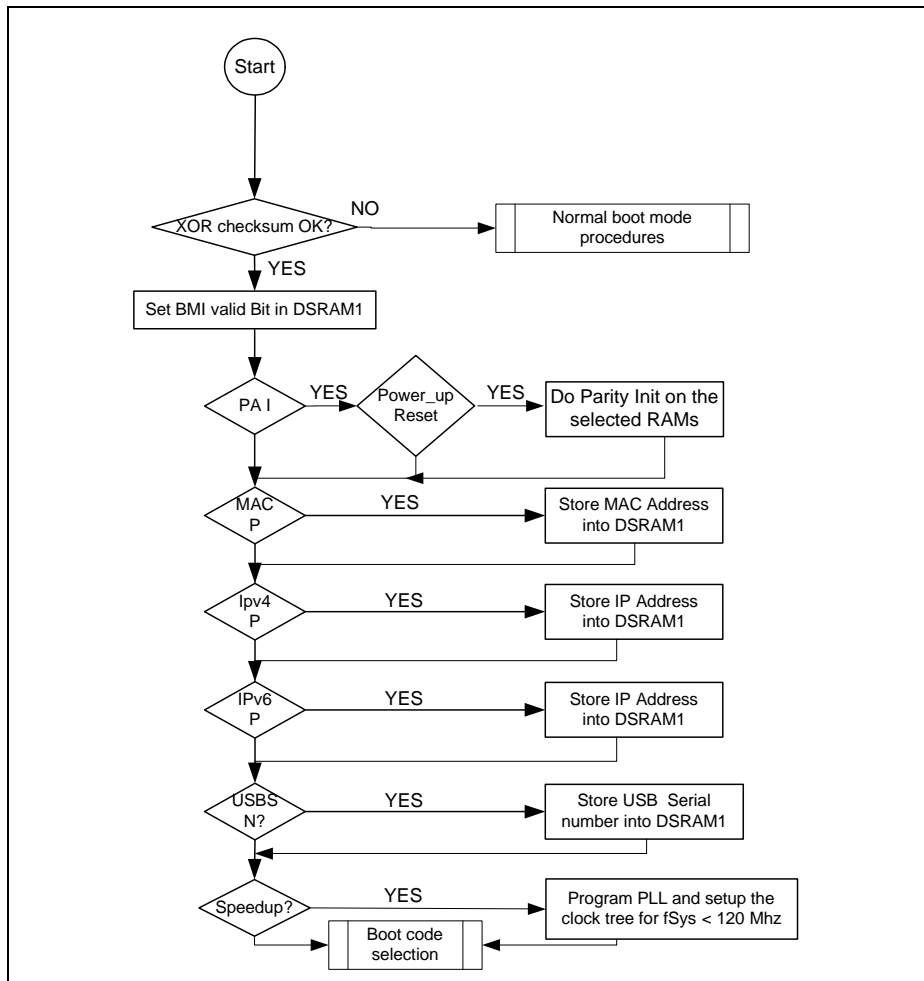 Start
XOR checksum OK?
NO
Normal boot mode
procedures
YES
Set BMI valid Bit in DSRAM1
PA I
YES
Power_up
Reset
YES
Do Parity Init on the
selected RAMs
MAC
P
YES
Store MAC Address
into DSRAM1
Ipv4
P
YES
Store IP Address
into DSRAM1
IPv6
P
YES
Store IP Address
into DSRAM1
USBS
N?
YES
Store USB Serial
number into DSRAM1
Speedup?
YES
Program PLL and setup the
clock tree for fSys < 120 Mhz
Boot code
selection